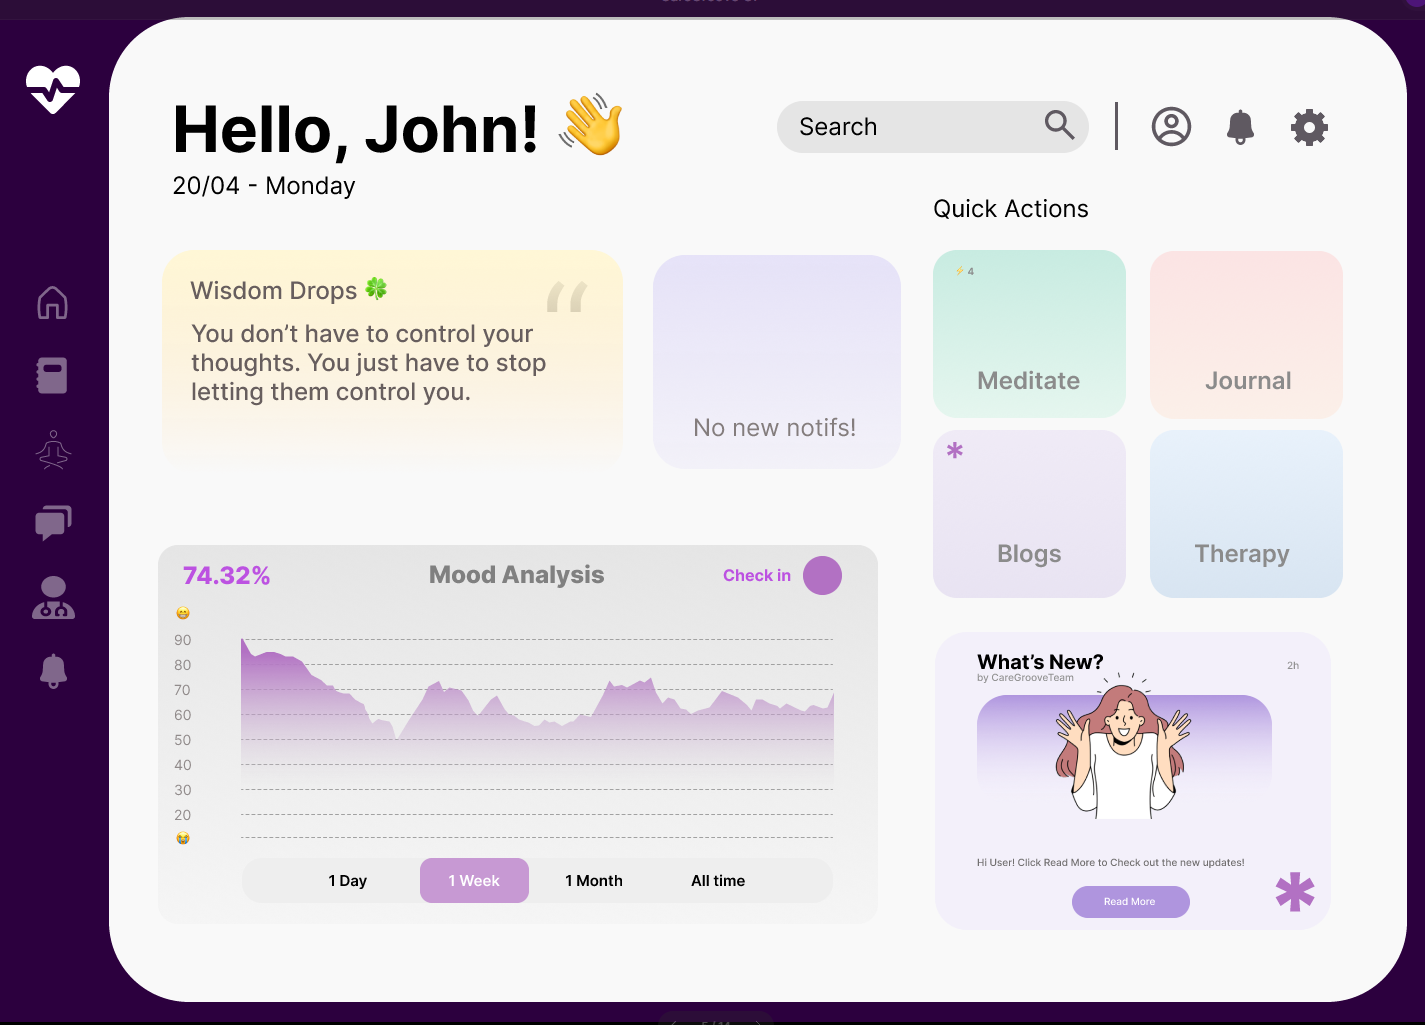 Hello, John! 👋
20/04 - Monday
Search
Quick Actions
Wisdom Drops 🍀
“
You don’t have to control your
thoughts. You just have to stop
letting them control you.
No new notifs!
⚡ 4
Meditate
Journal
*
Blogs
Therapy
74.32%
Mood Analysis
Check in
😁
90
80
70
60
50
40
30
20
😭
1 Day
1 Week
1 Month
All time
What’s New?
by CareGrooveTeam
2h
Hi User! Click Read More to Check out the new updates!
Read More
*